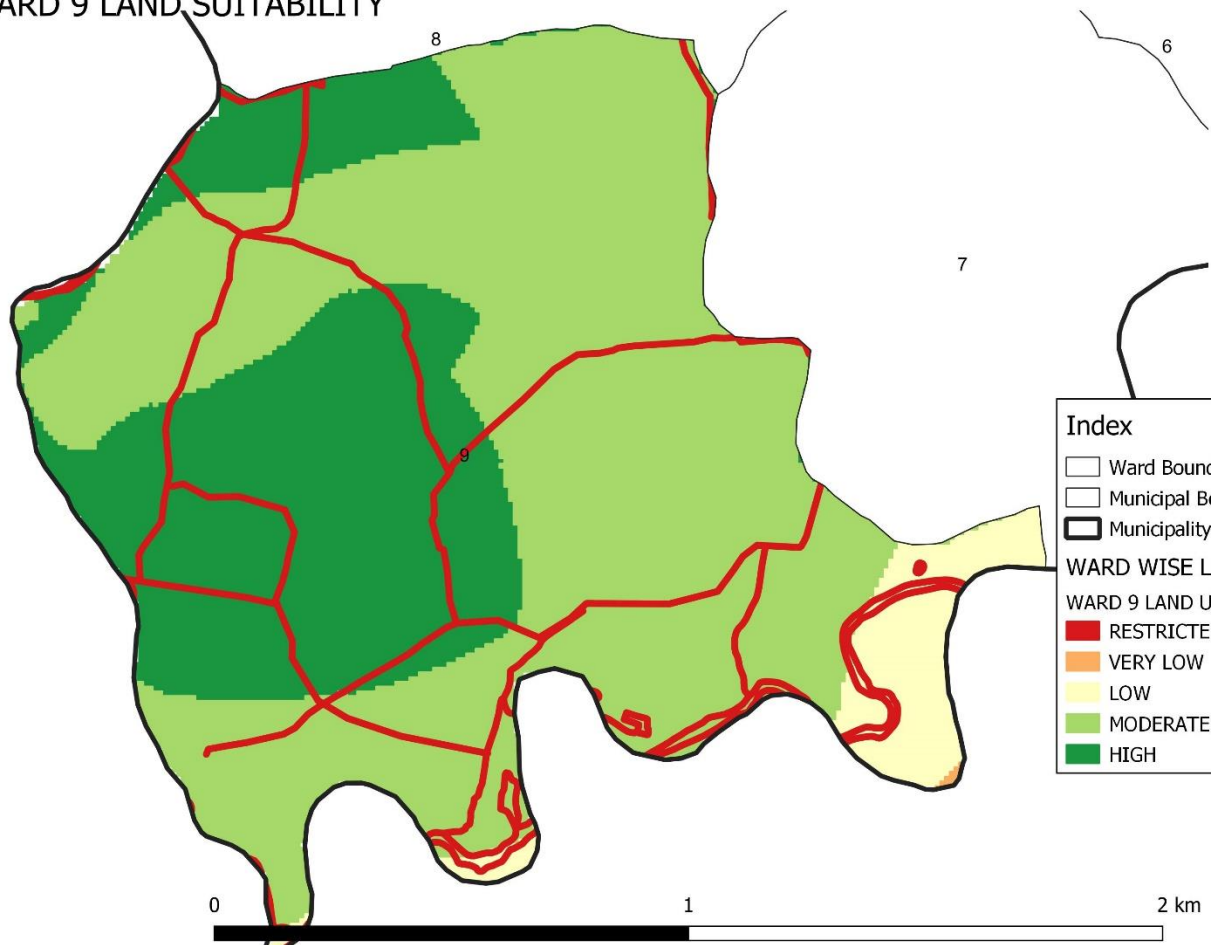 ARD 9 LAND SUITABILITY
8
6
7
9
Index
Ward Bound
Municipal Bo
Municipality
WARD WISE L
WARD 9 LAND U
RESTRICTE
VERY LOW
LOW
MODERATE
HIGH
0 1 2 km